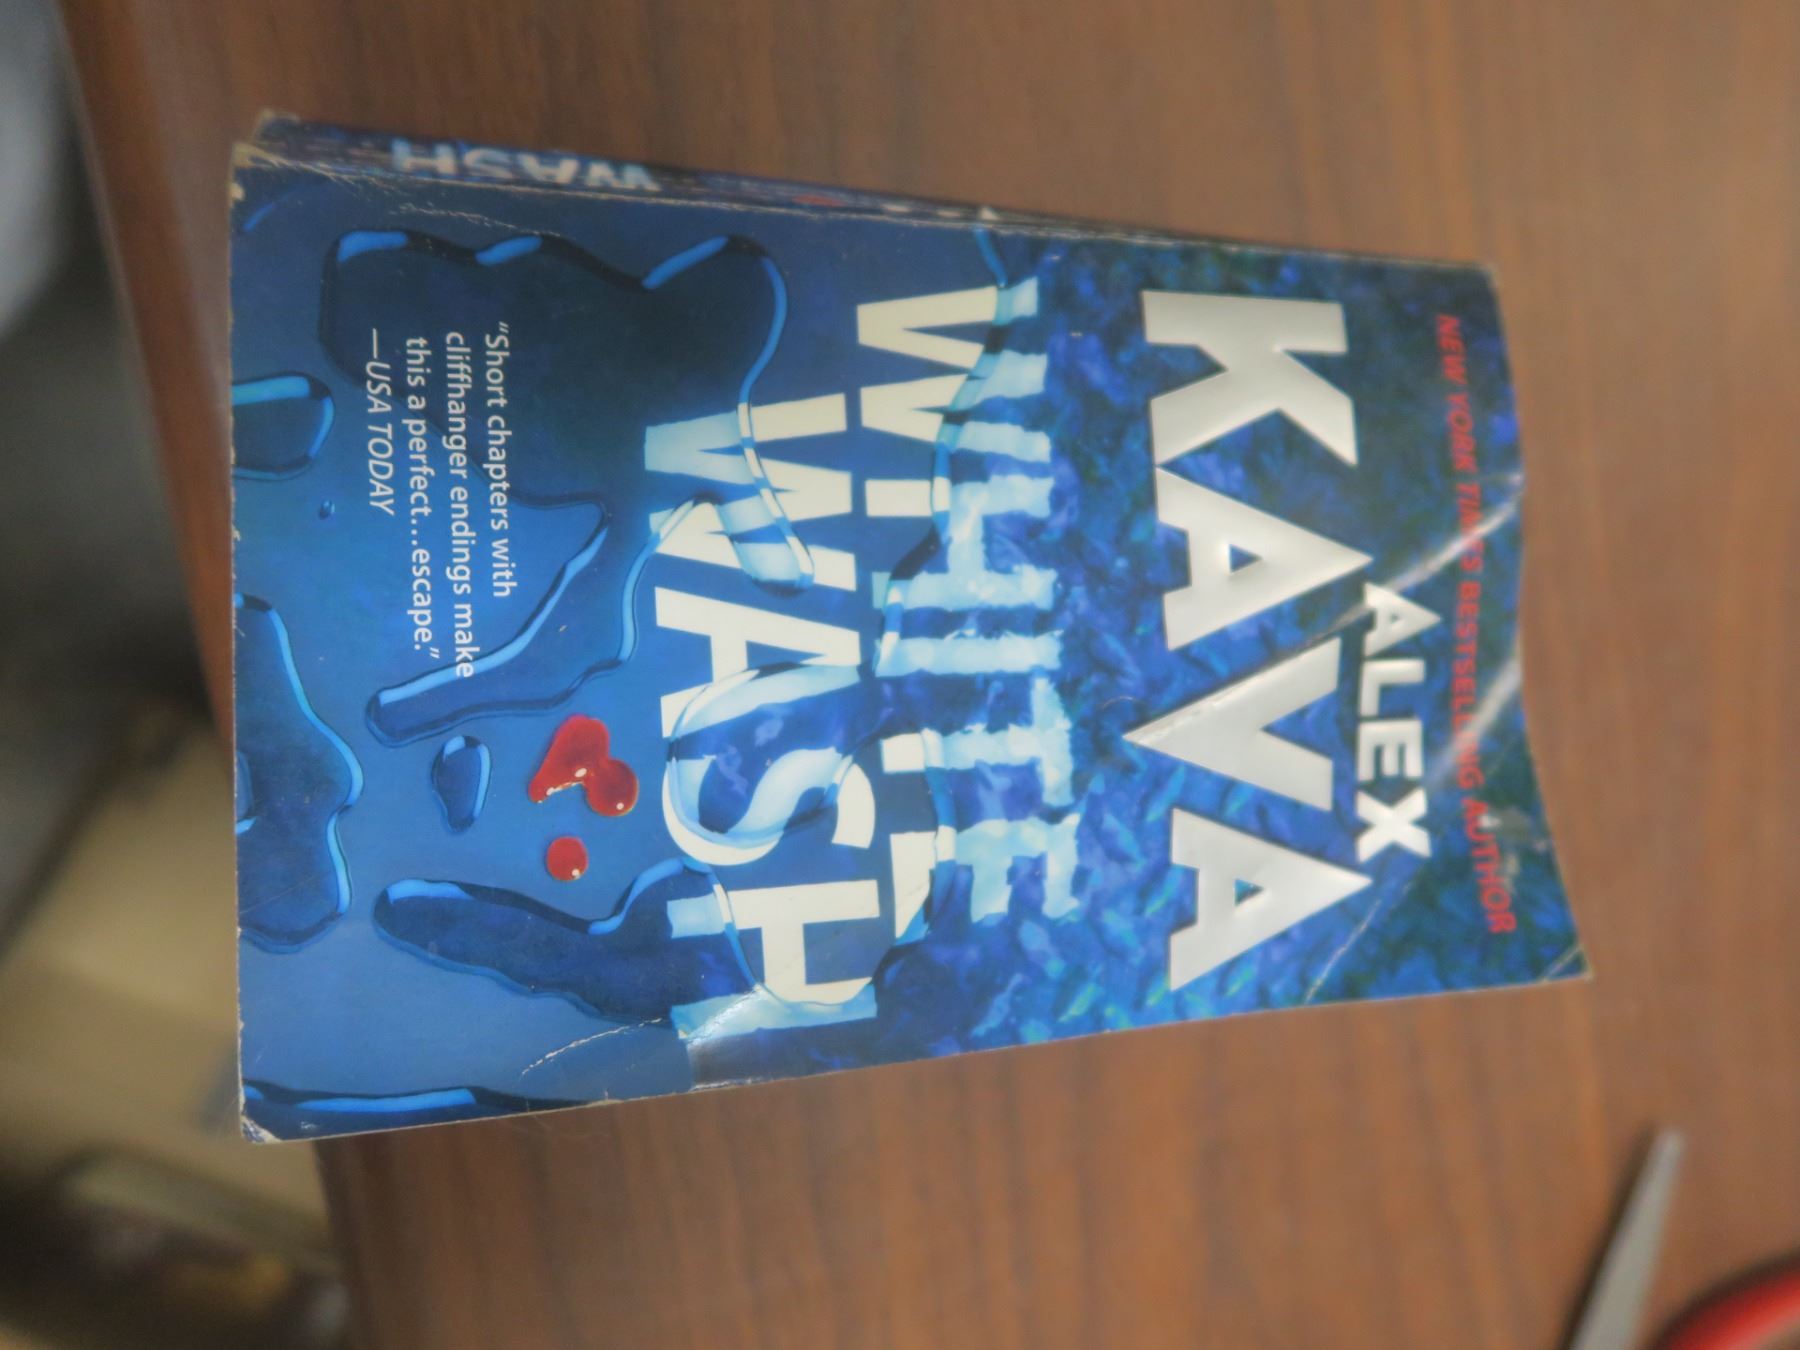 NEW YORK TIMES BESTSELLING AUTHOR
ALEX
KAVA
WHITE
WASH
"Short chapters with
cliffhanger endings make
this a perfect...escape."
—USA TODAY
WASH